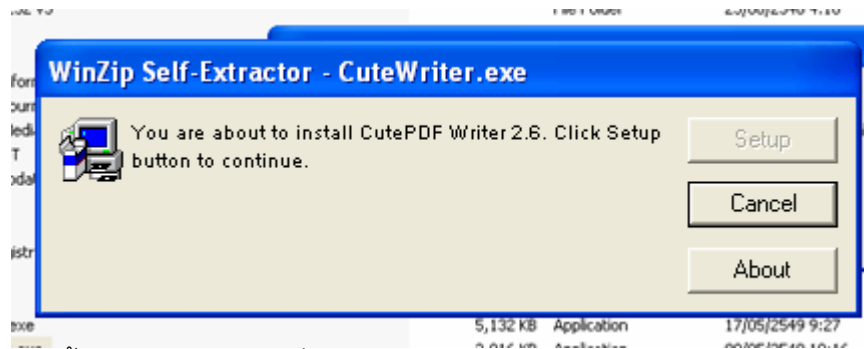 WinZip Self-Extractor - CuteWriter.exe
You are about to install CutePDF Writer 2.6. Click Setup
button to continue.
Setup
Cancel
About
5,132 KB Application 17/05/2549 9:27